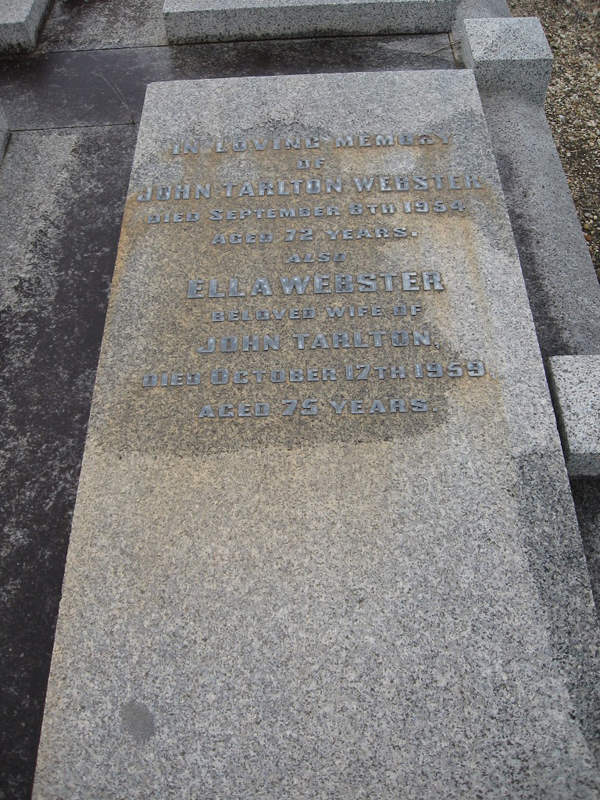 IN LOVING MEMORY
OF
JOHN TARLTON WEBSTER
DIED SEPTEMBER 8TH 1954
AGED 72 YEARS.
ALSO
ELLA WEBSTER
BELOVED WIFE OF
JOHN TARLTON,
DIED OCTOBER 17TH 1959.
AGED 75 YEARS.